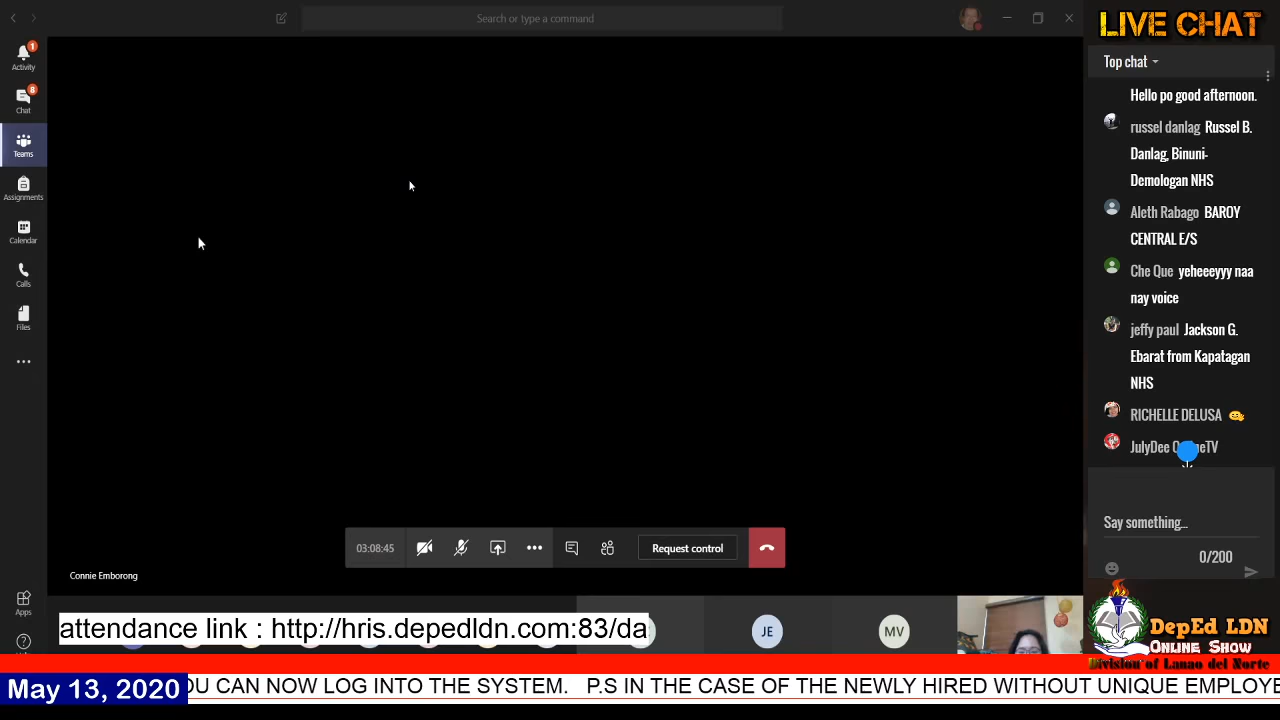 Search or type a command
LIVE CHAT
1
Activity
8
Chat
Teams
Assignments
Calendar
Calls
Files
Apps
Top chat
Hello po good afternoon.
russel danlag Russel B.
Danlag, Binuni-
Demologan NHS
Aleth Rabago BAROY
CENTRAL E/S
Che Que yeheeeyyy naa
nay voice
jeffy paul Jackson G.
Ebarat from Kapatagan
NHS
RICHELLE DELUSA
JulyDee
Say something...
0/200
03:08:45
Request control
Connie Emborong
attendance link : http://hris.depedldn.com:83/da
JE
MV
DepEd LDN
Online Show
Division of Lanao del Norte
May 13, 2020
OU CAN NOW LOG INTO THE SYSTEM. P.S IN THE CASE OF THE NEWLY HIRED WITHOUT UNIQUE EMPLOYE